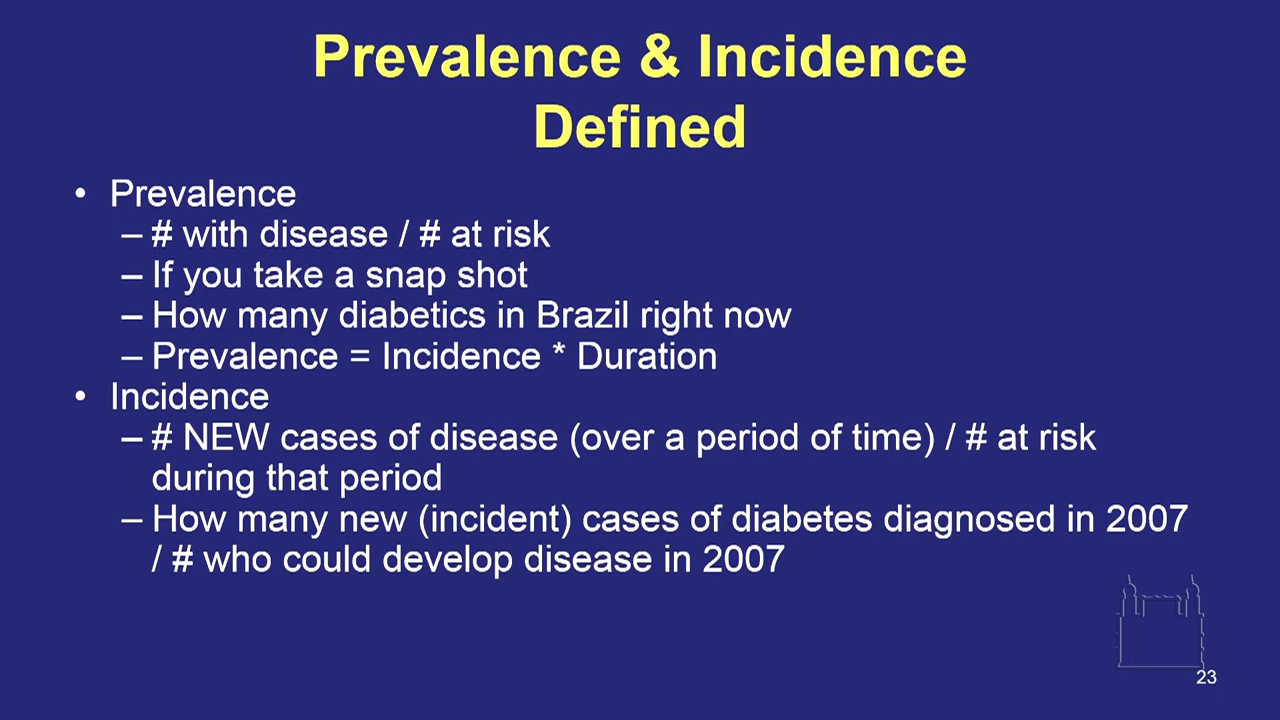 Prevalence & Incidence
Defined
• Prevalence
– # with disease / # at risk
– If you take a snap shot
– How many diabetics in Brazil right now
– Prevalence = Incidence * Duration
• Incidence
– # NEW cases of disease (over a period of time) / # at risk
during that period
– How many new (incident) cases of diabetes diagnosed in 2007
/ # who could develop disease in 2007
23